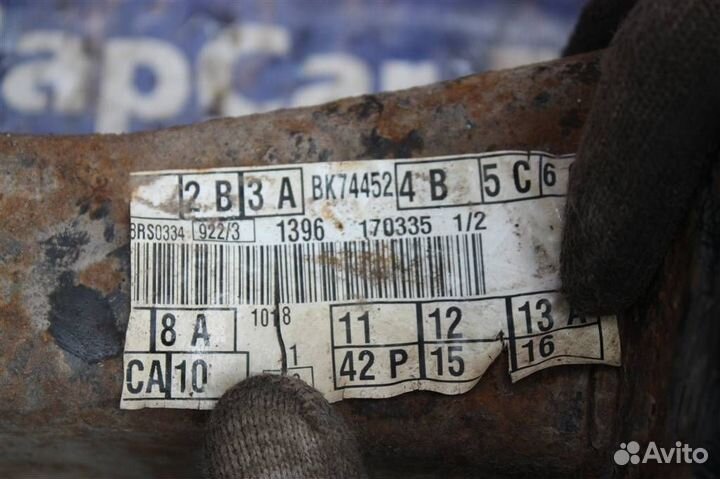 apCar
2 B 3 A BK74452 4 B 5 C 6
BRS0334 922/3 1396 170335 1/2
8 A 1018 11 12 13 A
CA 10 1 42 P 15 16
Avito